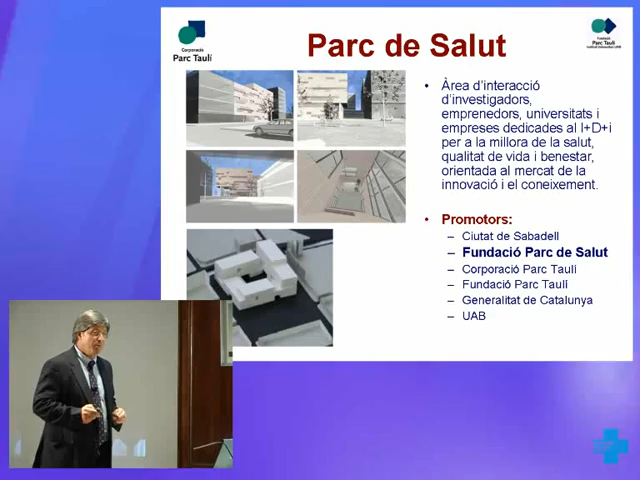 Corporació
Parc Taulí
Parc de Salut
Fundació
Parc Taulí
• Àrea d'interacció
d'investigadors,
emprenedors, universitats i
empreses dedicades al I+D+i
per a la millora de la salut,
qualitat de vida i benestar,
orientada al mercat de la
innovació i el coneixement.
• Promotors:
– Ciutat de Sabadell
– Fundació Parc de Salut
– Corporació Parc Taulí
– Fundació Parc Taulí
– Generalitat de Catalunya
– UAB